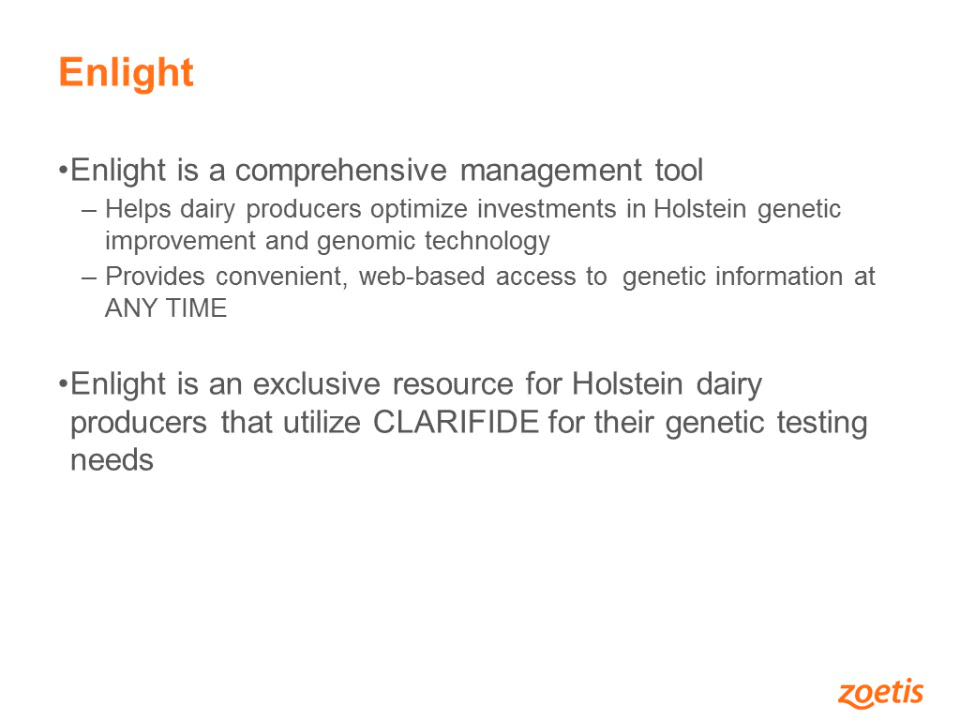 Enlight
•Enlight is a comprehensive management tool
– Helps dairy producers optimize investments in Holstein genetic
improvement and genomic technology
– Provides convenient, web-based access to genetic information at
ANY TIME
•Enlight is an exclusive resource for Holstein dairy
producers that utilize CLARIFIDE for their genetic testing
needs
zoetis